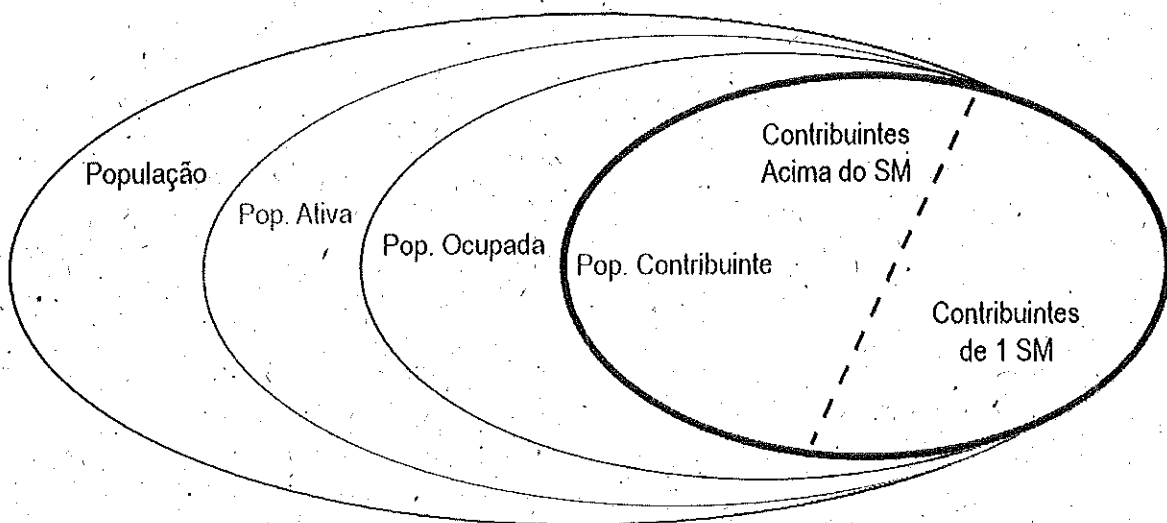 População
Pop. Ativa
Pop. Ocupada
Pop. Contribuinte
Contribuintes
Acima do SM
Contribuintes
de 1 SM